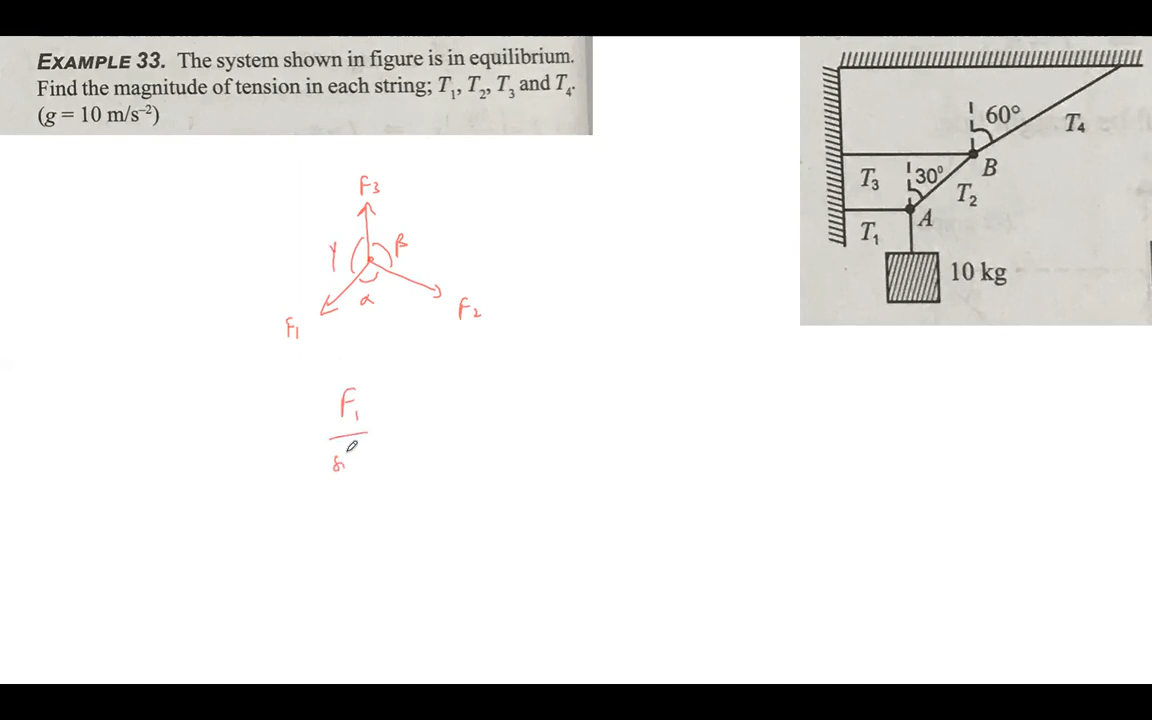 EXAMPLE 33. The system shown in figure is in equilibrium.
Find the magnitude of tension in each string; T₁, T₂, T₃ and T₄.
(g = 10 m/s⁻²)
60°
T₄
B
T₃
30°
T₂
A
T₁
10 kg
F₃
γ
β
α
F₁
F₂
F₁